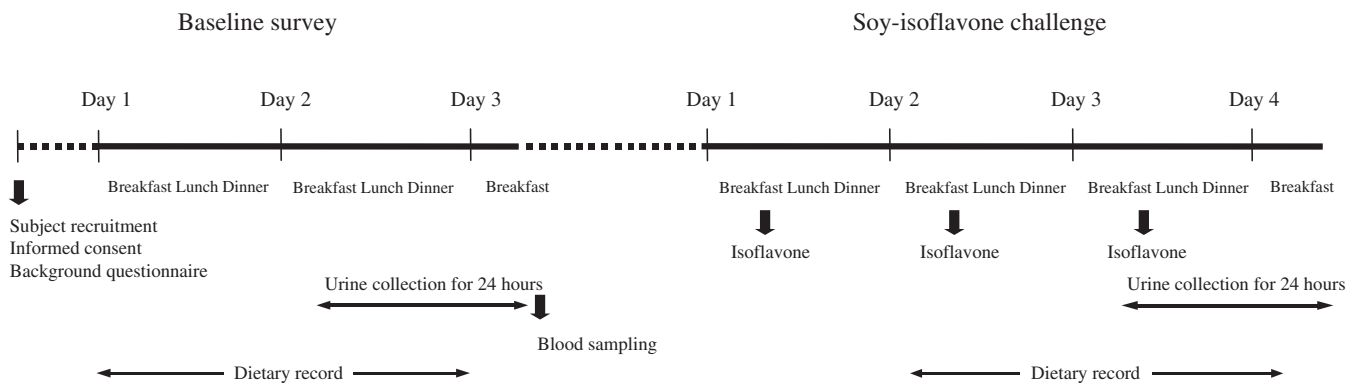 Baseline survey
Soy-isoflavone challenge
Day 1
Day 2
Day 3
Day 1
Day 2
Day 3
Day 4
Breakfast Lunch Dinner
Breakfast Lunch Dinner
Breakfast
Breakfast Lunch Dinner
Breakfast Lunch Dinner
Breakfast Lunch Dinner
Breakfast
Subject recruitment
Informed consent
Background questionnaire
Isoflavone
Isoflavone
Isoflavone
Urine collection for 24 hours
Urine collection for 24 hours
Blood sampling
Dietary record
Dietary record